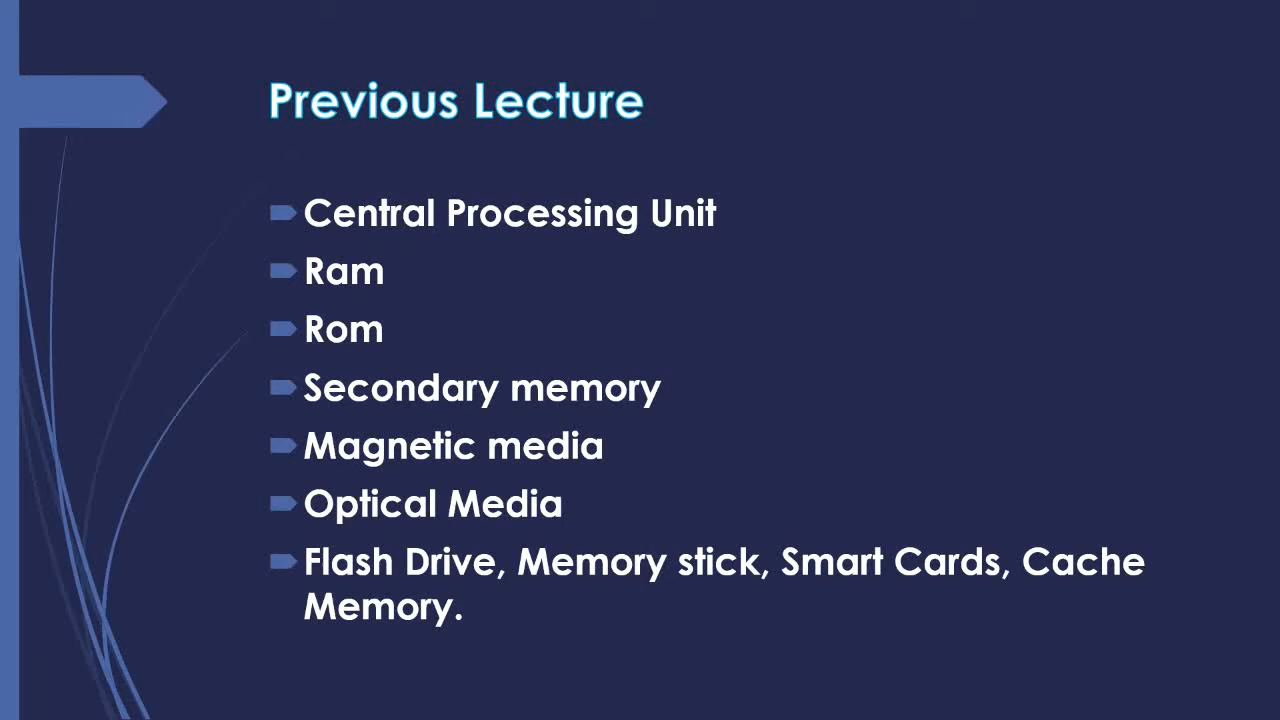 Previous Lecture
Central Processing Unit
Ram
Rom
Secondary memory
Magnetic media
Optical Media
Flash Drive, Memory stick, Smart Cards, Cache
Memory.